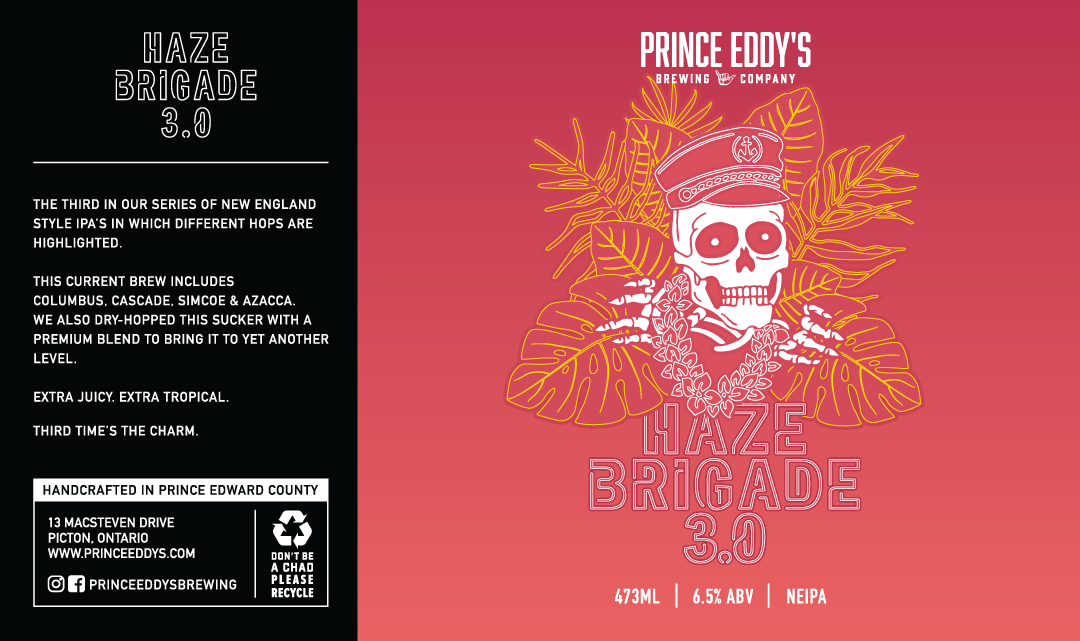 HAZE
BRIGADE
3.0
THE THIRD IN OUR SERIES OF NEW ENGLAND
STYLE IPA'S IN WHICH DIFFERENT HOPS ARE
HIGHLIGHTED.
THIS CURRENT BREW INCLUDES
COLUMBUS, CASCADE, SIMCOE & AZACCA.
WE ALSO DRY-HOPPED THIS SUCKER WITH A
PREMIUM BLEND TO BRING IT TO YET ANOTHER
LEVEL.
EXTRA JUICY. EXTRA TROPICAL.
THIRD TIME'S THE CHARM.
HANDCRAFTED IN PRINCE EDWARD COUNTY
13 MACSTEVEN DRIVE
PICTON, ONTARIO
WWW.PRINCEEDDYS.COM
PRINCEEDDYSBREWING
DON'T BE
A CHAD
PLEASE
RECYCLE
PRINCE EDDY'S
BREWING COMPANY
HAZE
BRIGADE
3.0
473ML | 6.5% ABV | NEIPA